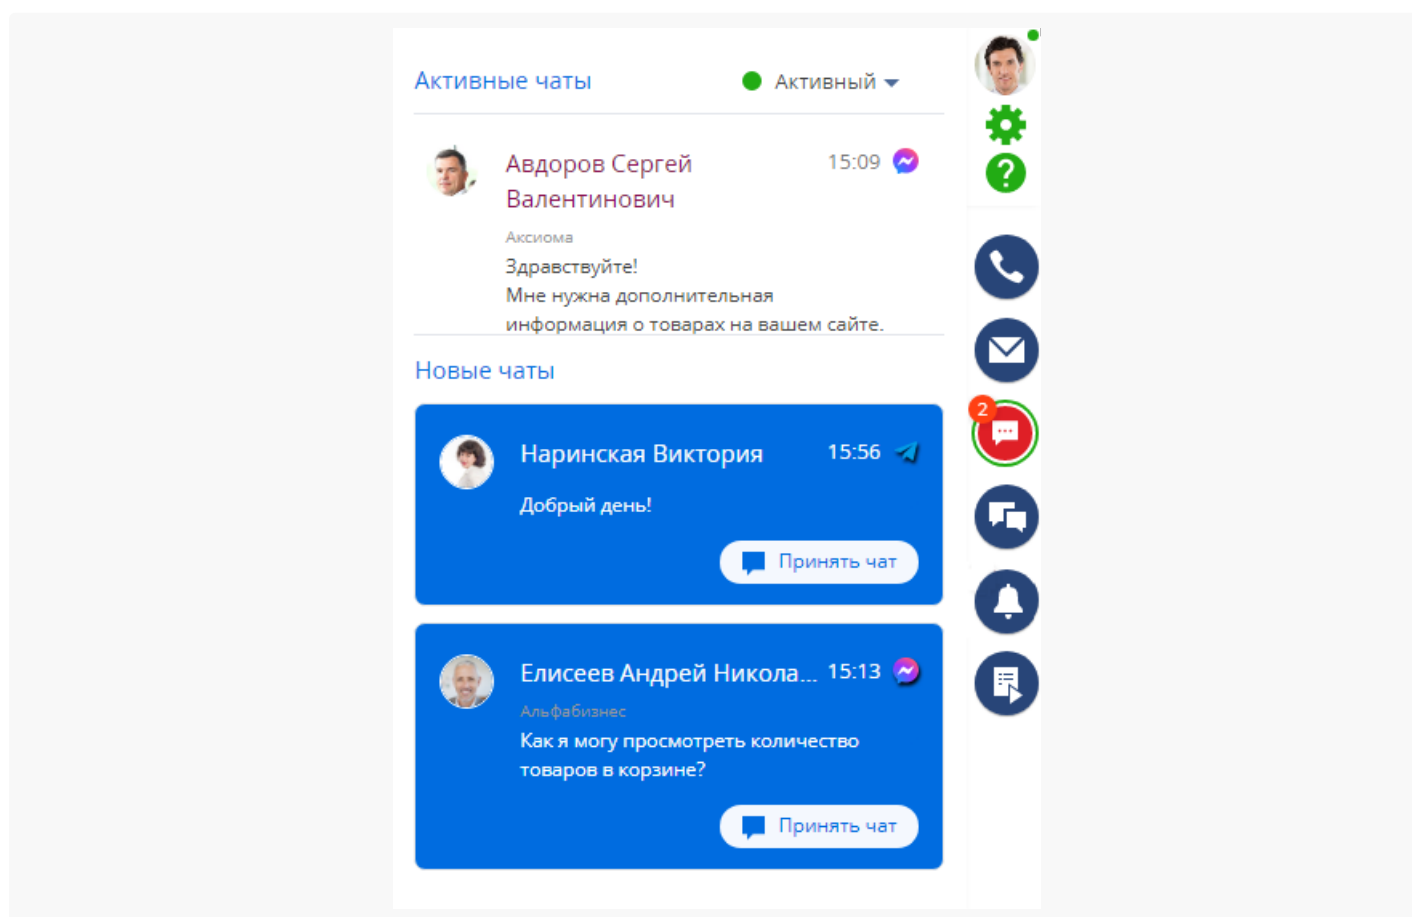 Активные чаты
Активный
Авдоров Сергей
Валентинович
15:09
Аксиома
Здравствуйте!
Мне нужна дополнительная
информация о товарах на вашем сайте.
Новые чаты
Наринская Виктория
15:56
Добрый день!
Принять чат
Елисеев Андрей Никола...
15:13
Альфабизнес
Как я могу просмотреть количество
товаров в корзине?
Принять чат
?
2